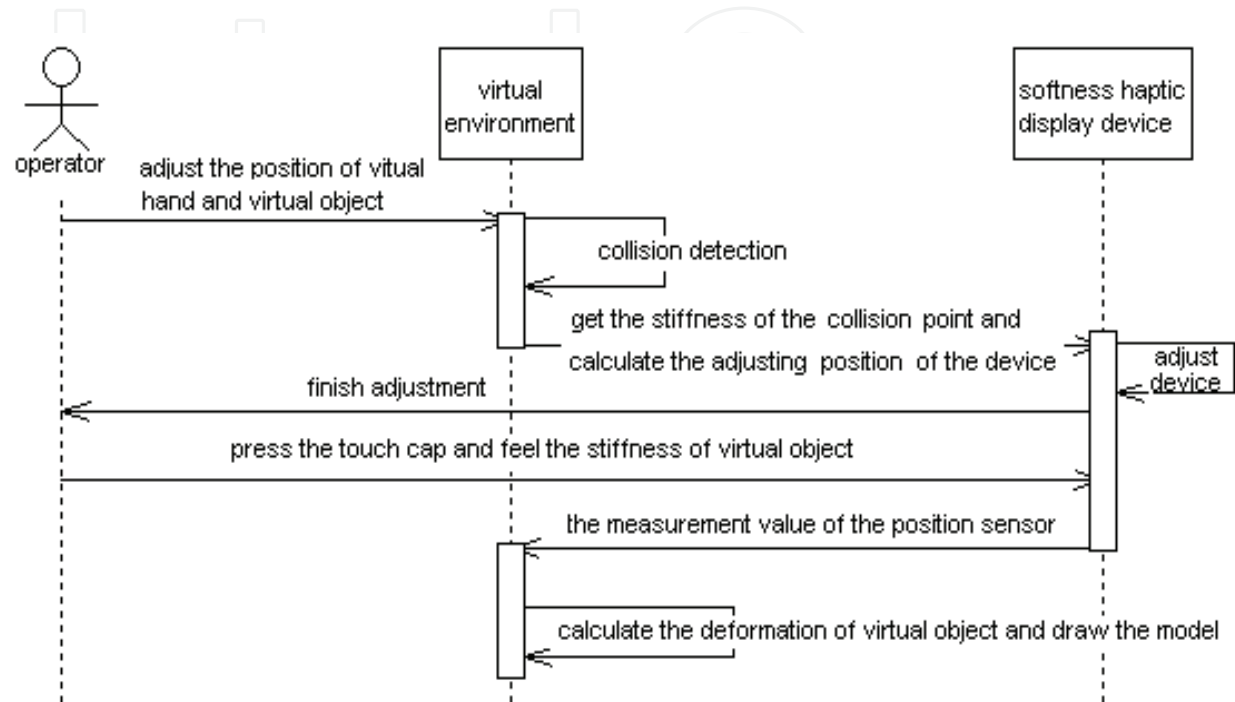 virtual
environment
softness haptic
display device
operator
adjust the position of vitual
hand and virtual object
collision detection
get the stiffness of the collision point and
calculate the adjusting position of the device
adjust
device
finish adjustment
press the touch cap and feel the stiffness of virtual object
the measurement value of the position sensor
calculate the deformation of virtual object and draw the model